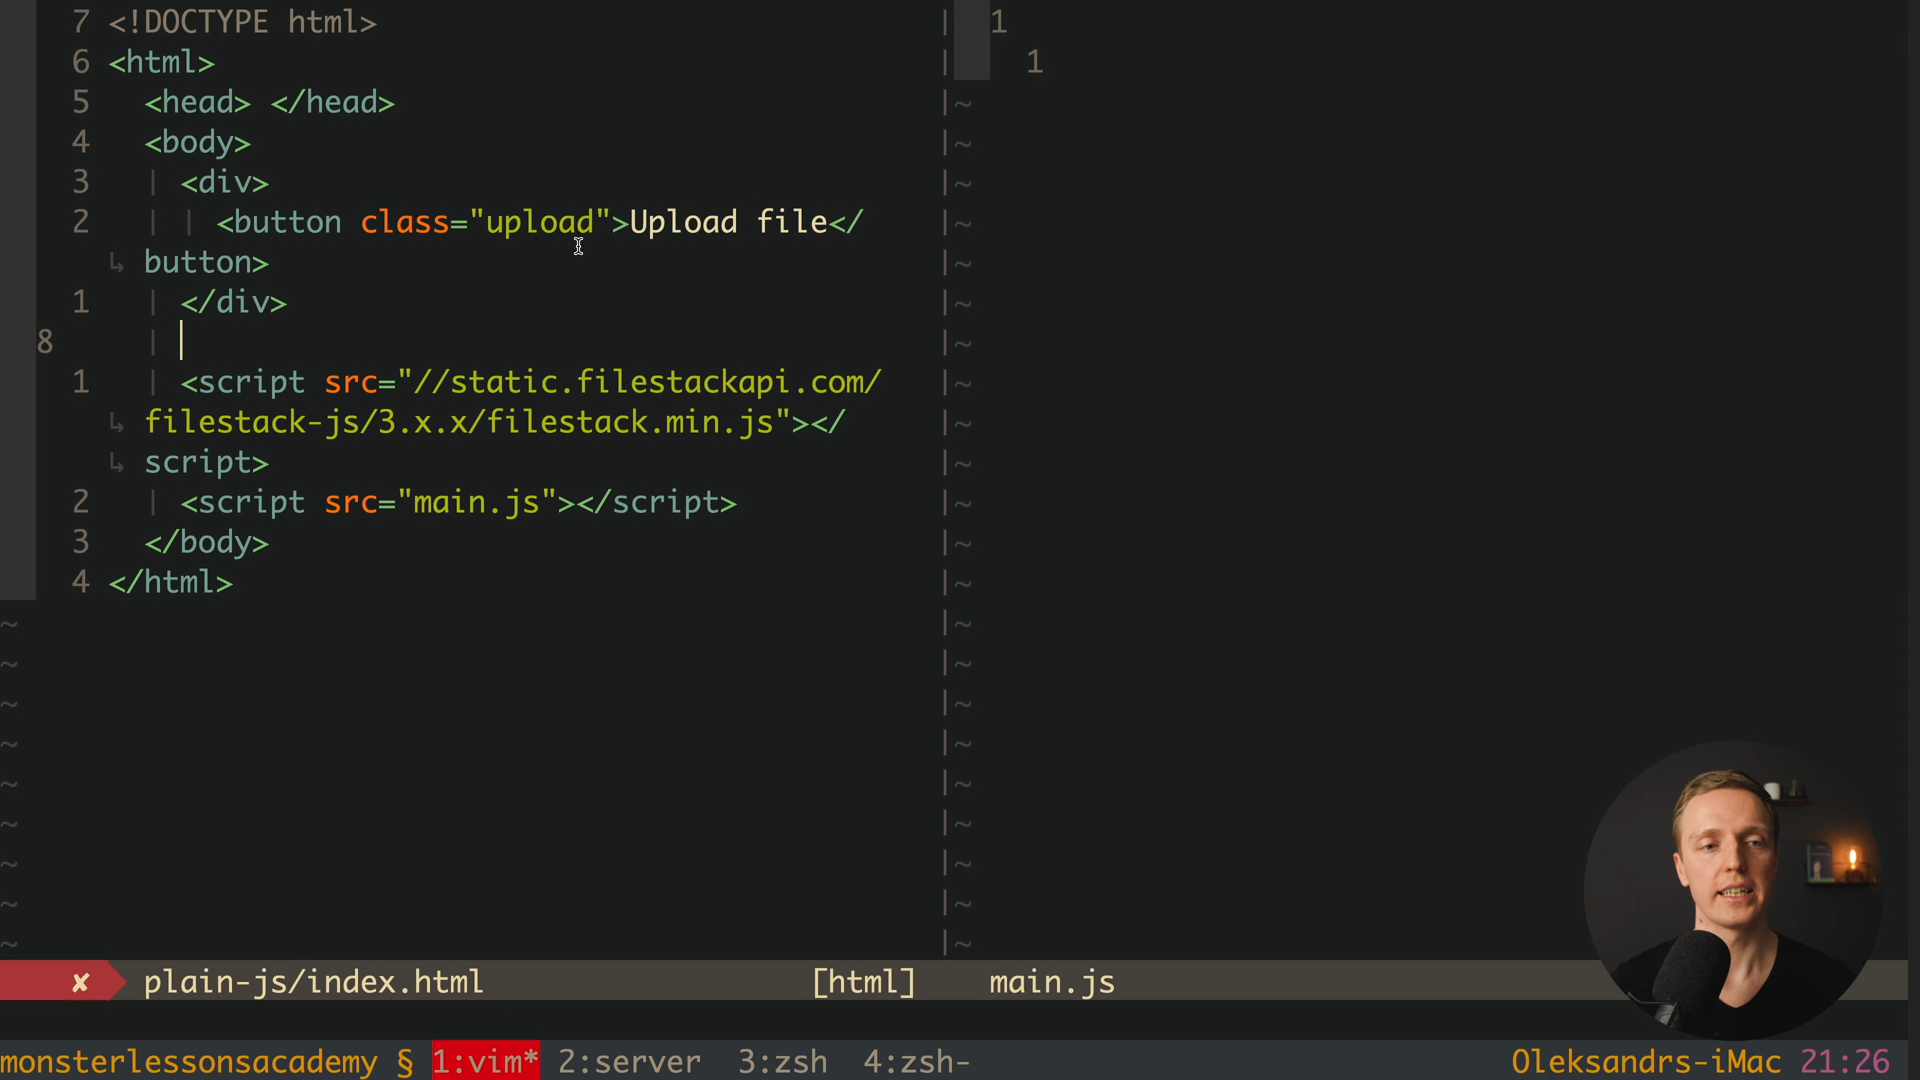 7 <!DOCTYPE html>
6 <html>
5 <head> </head>
4 <body>
3 | <div>
2 | | <button class="upload">Upload file</
↳ button>
1 | </div>
8 |
1 | <script src="//static.filestackapi.com/
↳ filestack-js/3.x.x/filestack.min.js"></
↳ script>
2 | <script src="main.js"></script>
3 </body>
4 </html>
1
1
✘ plain-js/index.html [html] main.js
monsterlessonsacademy § 1:vim* 2:server 3:zsh 4:zsh- Oleksandrs-iMac 21:26